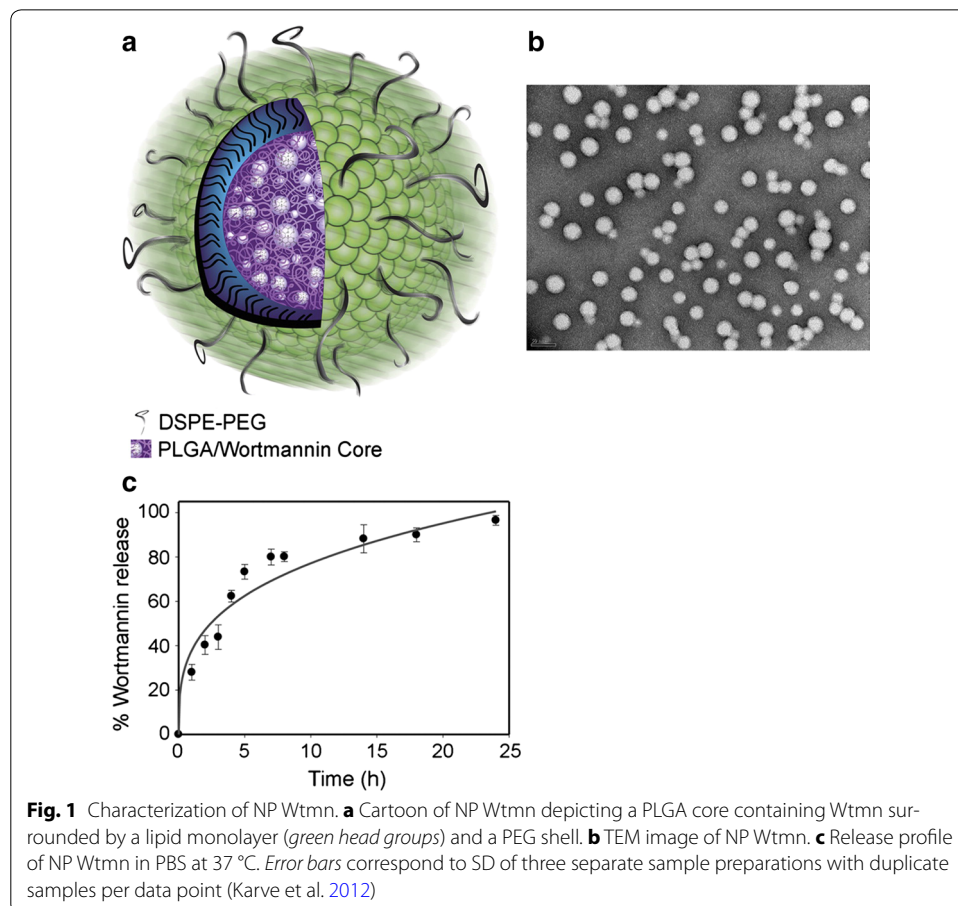 a
b
DSPE-PEG
PLGA/Wortmannin Core
c
% Wortmannin release
100
80
60
40
20
0
0 5 10 15 20 25
Time (h)
Fig. 1 Characterization of NP Wtmn. a Cartoon of NP Wtmn depicting a PLGA core containing Wtmn sur-
rounded by a lipid monolayer (green head groups) and a PEG shell. b TEM image of NP Wtmn. c Release profile
of NP Wtmn in PBS at 37 °C. Error bars correspond to SD of three separate sample preparations with duplicate
samples per data point (Karve et al. 2012)